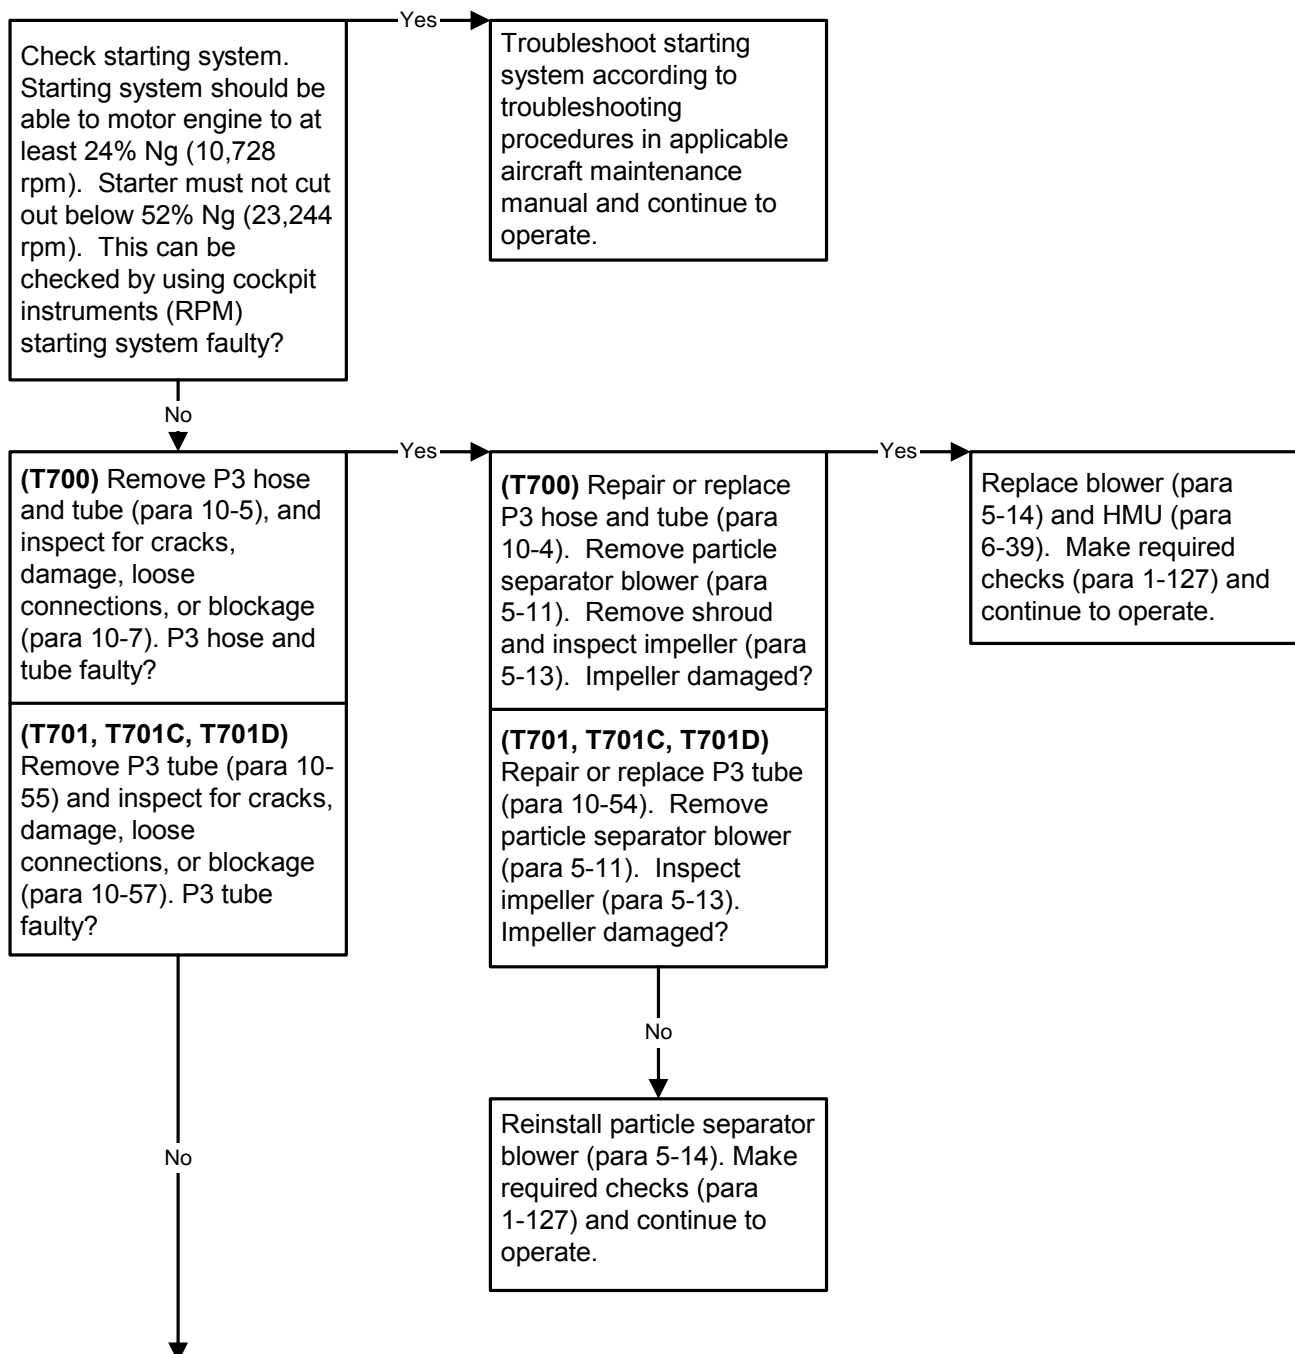 Check starting system.
Starting system should be
able to motor engine to at
least 24% Ng (10,728
rpm).  Starter must not cut
out below 52% Ng (23,244
rpm).  This can be
checked by using cockpit
instruments (RPM)
starting system faulty?
Yes
Troubleshoot starting
system according to
troubleshooting
procedures in applicable
aircraft maintenance
manual and continue to
operate.
No
(T700) Remove P3 hose
and tube (para 10-5), and
inspect for cracks,
damage, loose
connections, or blockage
(para 10-7). P3 hose and
tube faulty?
(T701, T701C, T701D)
Remove P3 tube (para 10-
55) and inspect for cracks,
damage, loose
connections, or blockage
(para 10-57). P3 tube
faulty?
Yes
(T700) Repair or replace
P3 hose and tube (para
10-4).  Remove particle
separator blower (para
5-11).  Remove shroud
and inspect impeller (para
5-13).  Impeller damaged?
(T701, T701C, T701D)
Repair or replace P3 tube
(para 10-54).  Remove
particle separator blower
(para 5-11).  Inspect
impeller (para 5-13).
Impeller damaged?
Yes
Replace blower (para
5-14) and HMU (para
6-39).  Make required
checks (para 1-127) and
continue to operate.
No
Reinstall particle separator
blower (para 5-14). Make
required checks (para
1-127) and continue to
operate.
No